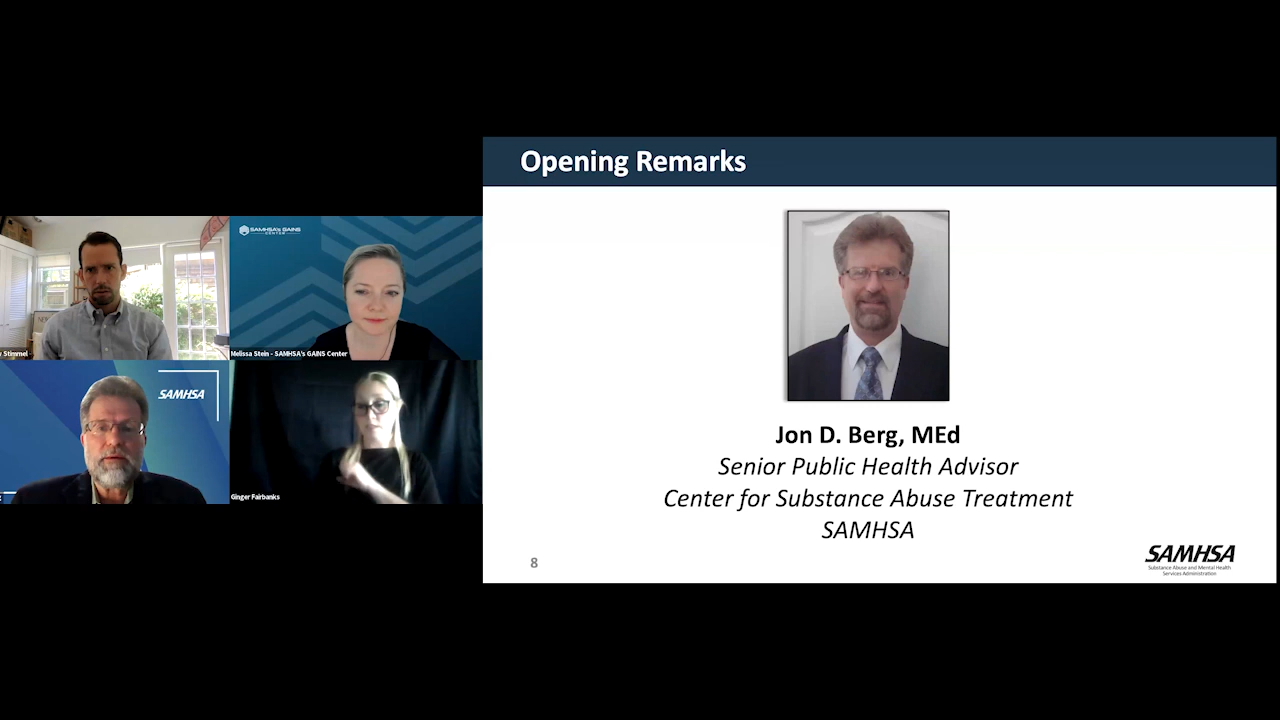 Opening Remarks
SAMHSA's GAINS
CENTER
Stimmel
Melissa Stein - SAMHSA's GAINS Center
SAMHSA
Ginger Fairbanks
Jon D. Berg, MEd
Senior Public Health Advisor
Center for Substance Abuse Treatment
SAMHSA
8
SAMHSA
Substance Abuse and Mental Health
Services Administration